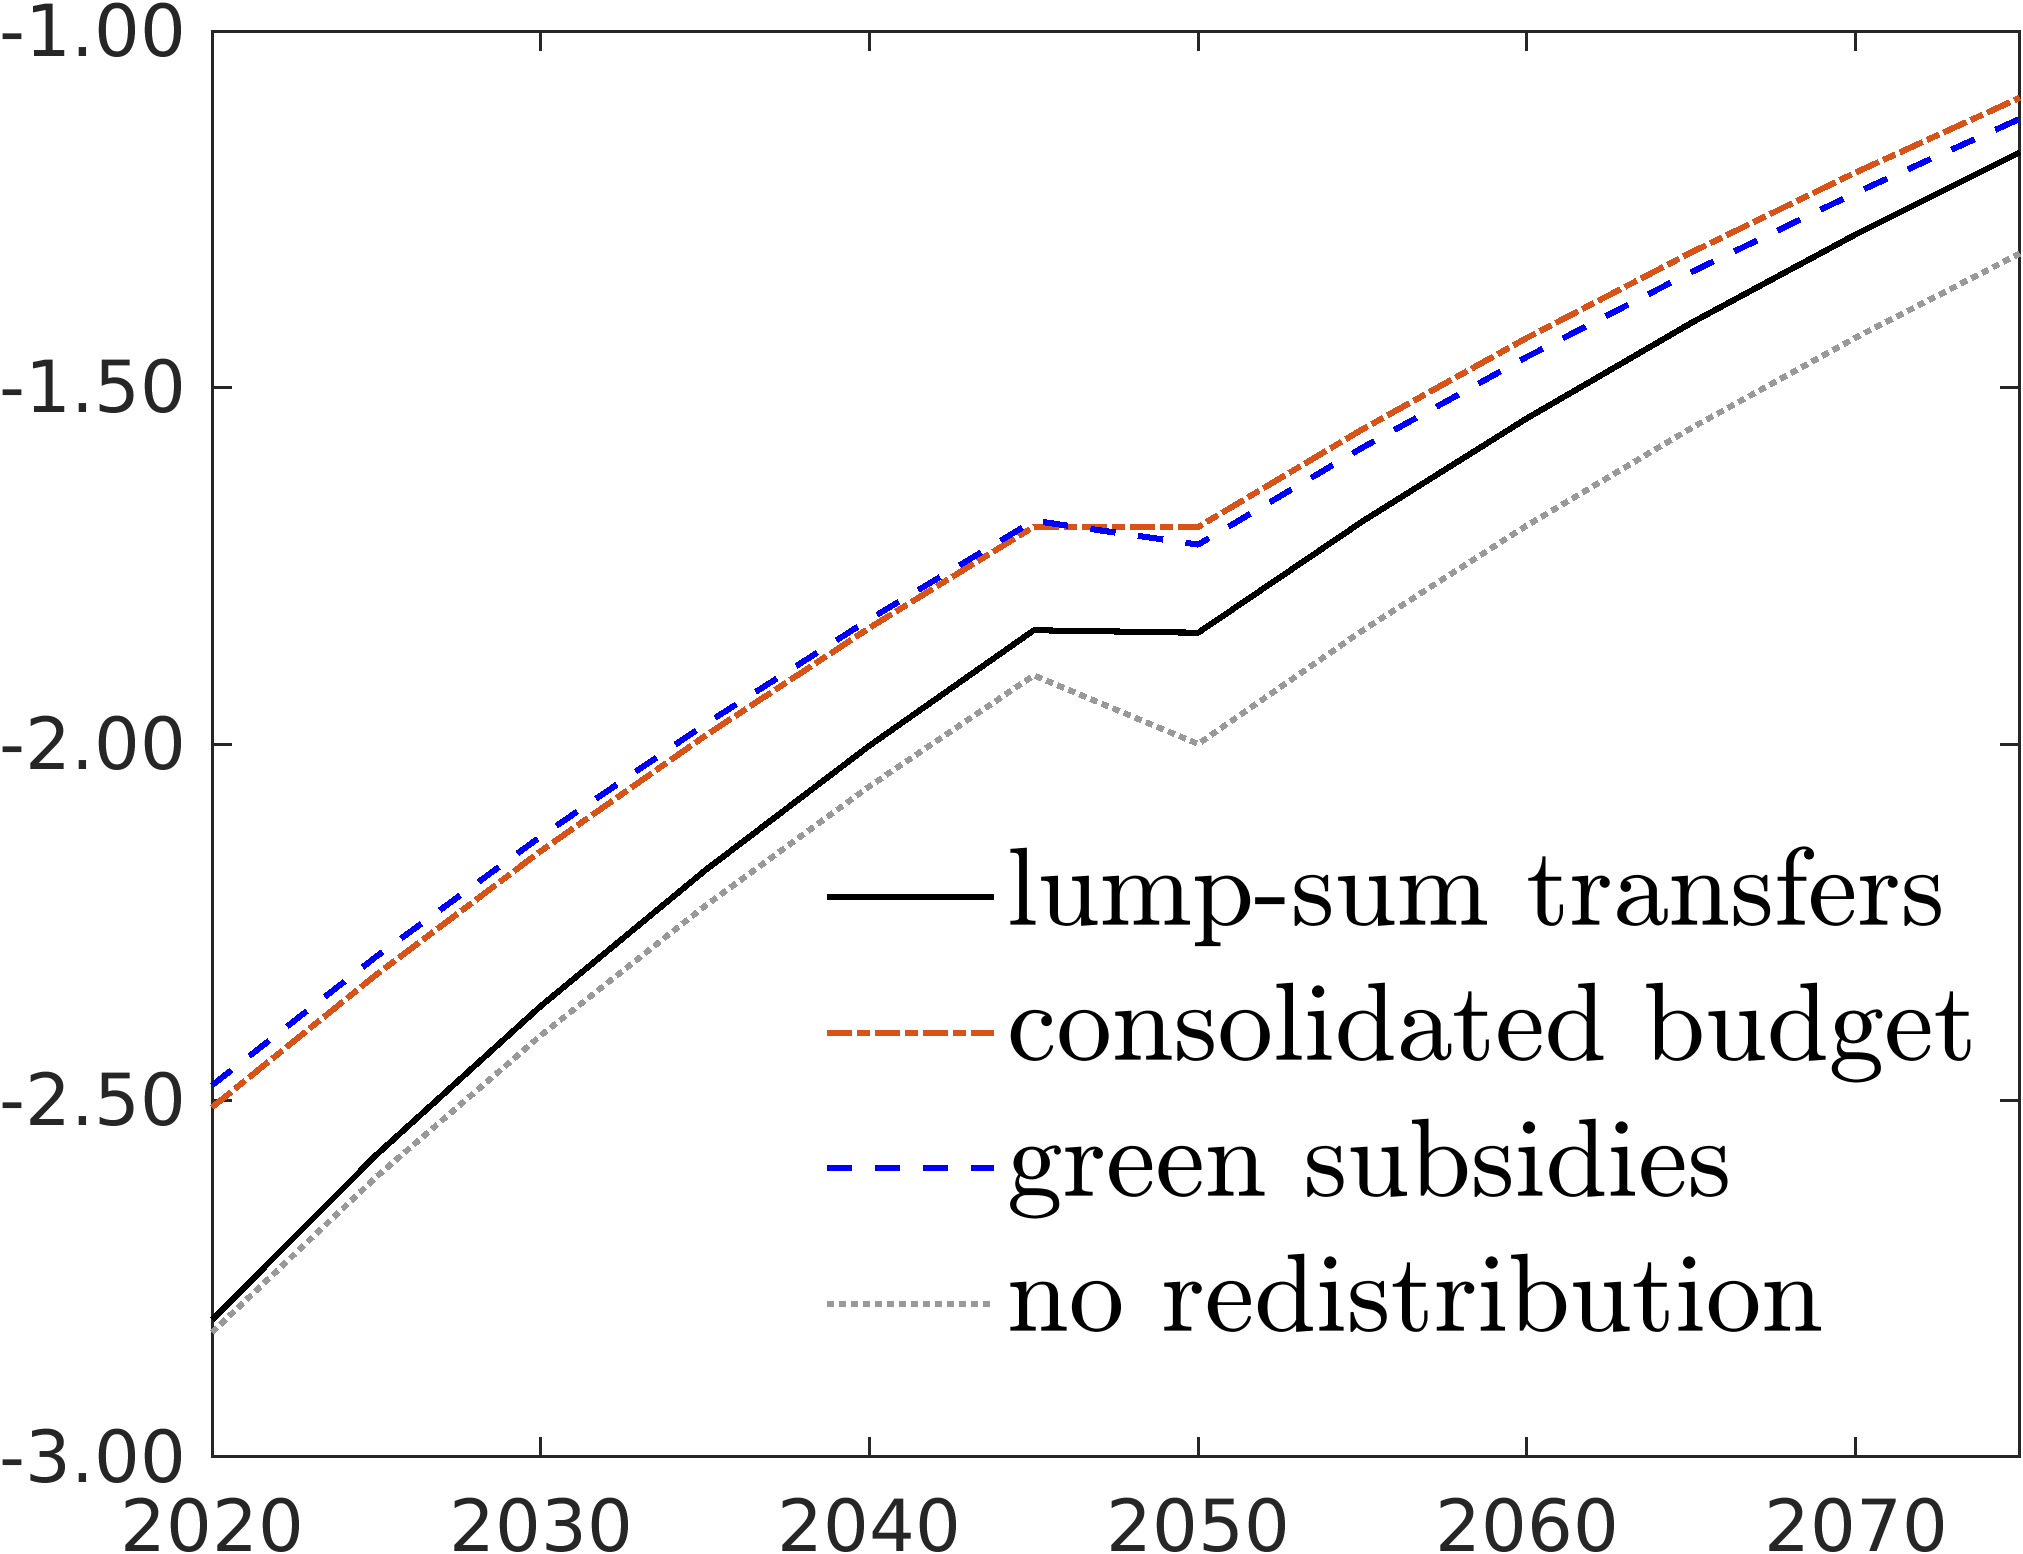 -1.00
-1.50
-2.00
-2.50
-3.00
lump-sum transfers
consolidated budget
green subsidies
no redistribution
2020 2030 2040 2050 2060 2070